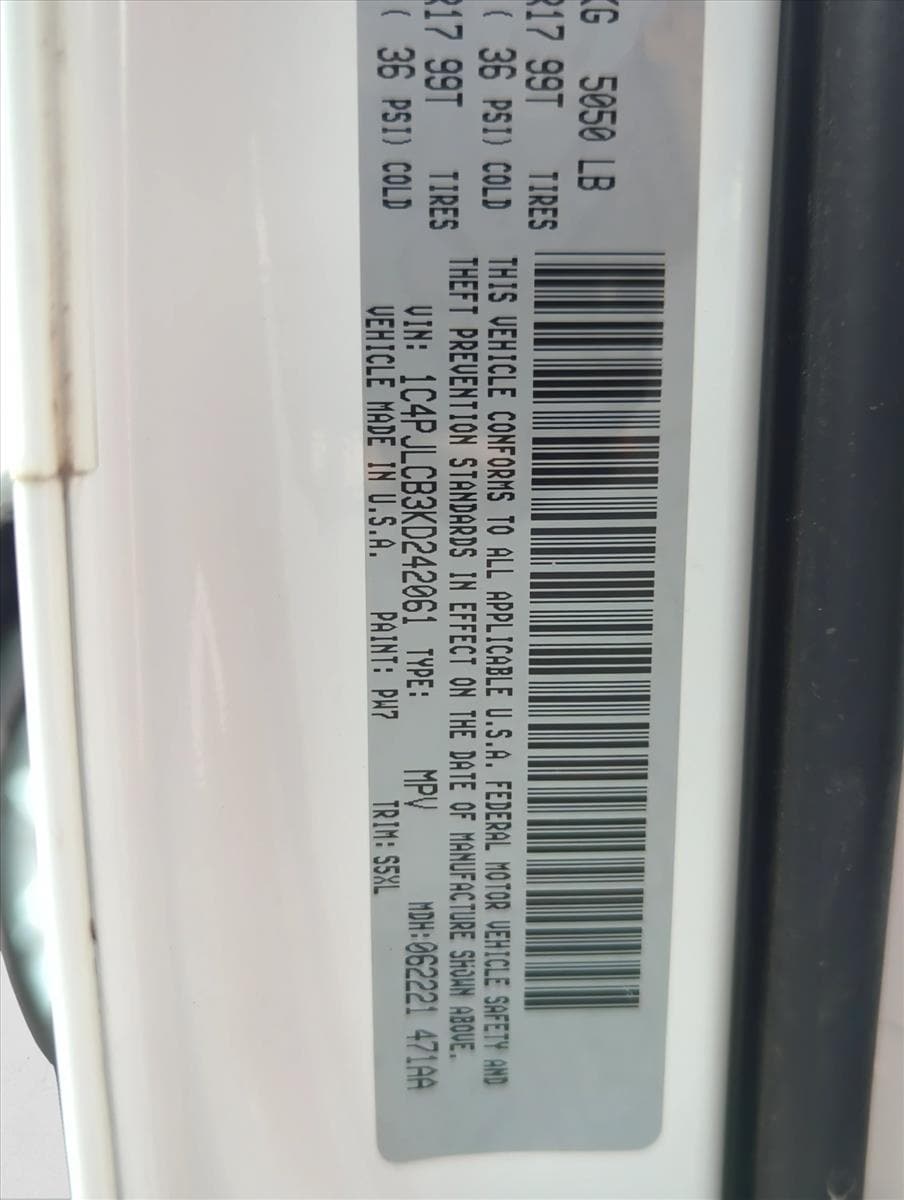 KG 5050 LB
R17 99T TIRES
( 36 PSI) COLD
R17 99T TIRES
( 36 PSI) COLD
THIS VEHICLE CONFORMS TO ALL APPLICABLE U.S.A. FEDERAL MOTOR VEHICLE SAFETY AND
THEFT PREVENTION STANDARDS IN EFFECT ON THE DATE OF MANUFACTURE SHOWN ABOVE.
VIN: 1C4PJLCB3KD242061 TYPE: MPV MDH:062221 471AA
VEHICLE MADE IN U.S.A. PAINT: PW7 TRIM: S5XL